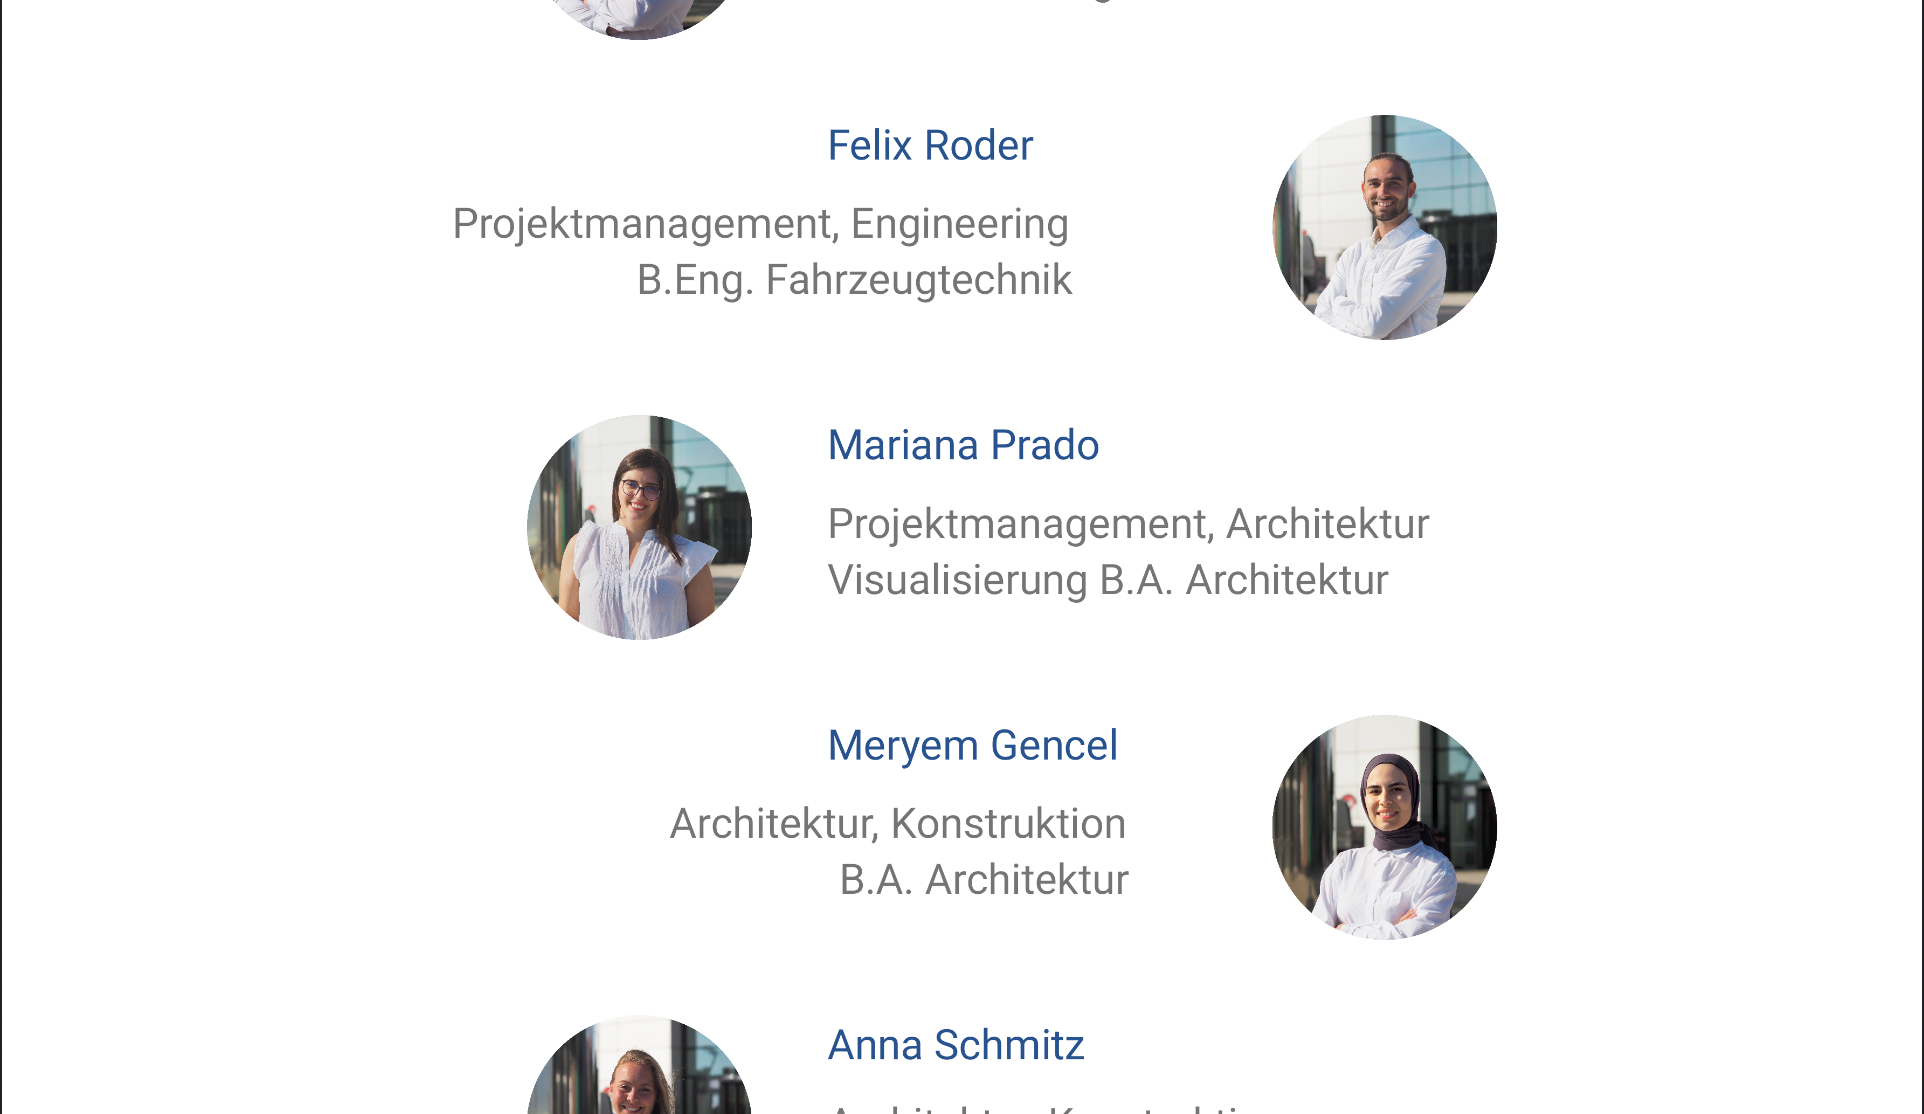 Felix Roder
Projektmanagement, Engineering
B.Eng. Fahrzeugtechnik
Mariana Prado
Projektmanagement, Architektur
Visualisierung B.A. Architektur
Meryem Gencel
Architektur, Konstruktion
B.A. Architektur
Anna Schmitz